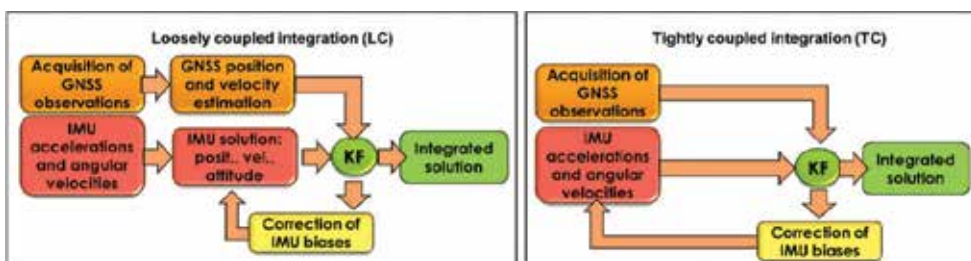 Loosely coupled integration (LC)
Acquisition of
GNSS
observations
GNSS position
and velocity
estimation
IMU
accelerations
and angular
velocities
IMU solution:
posit.. vel..
attitude
KF
Integrated
solution
Correction of
IMU biases
Tightly coupled integration (TC)
Acquisition of
GNSS
observations
IMU
accelerations
and angular
velocities
KF
Integrated
solution
Correction of
IMU biases